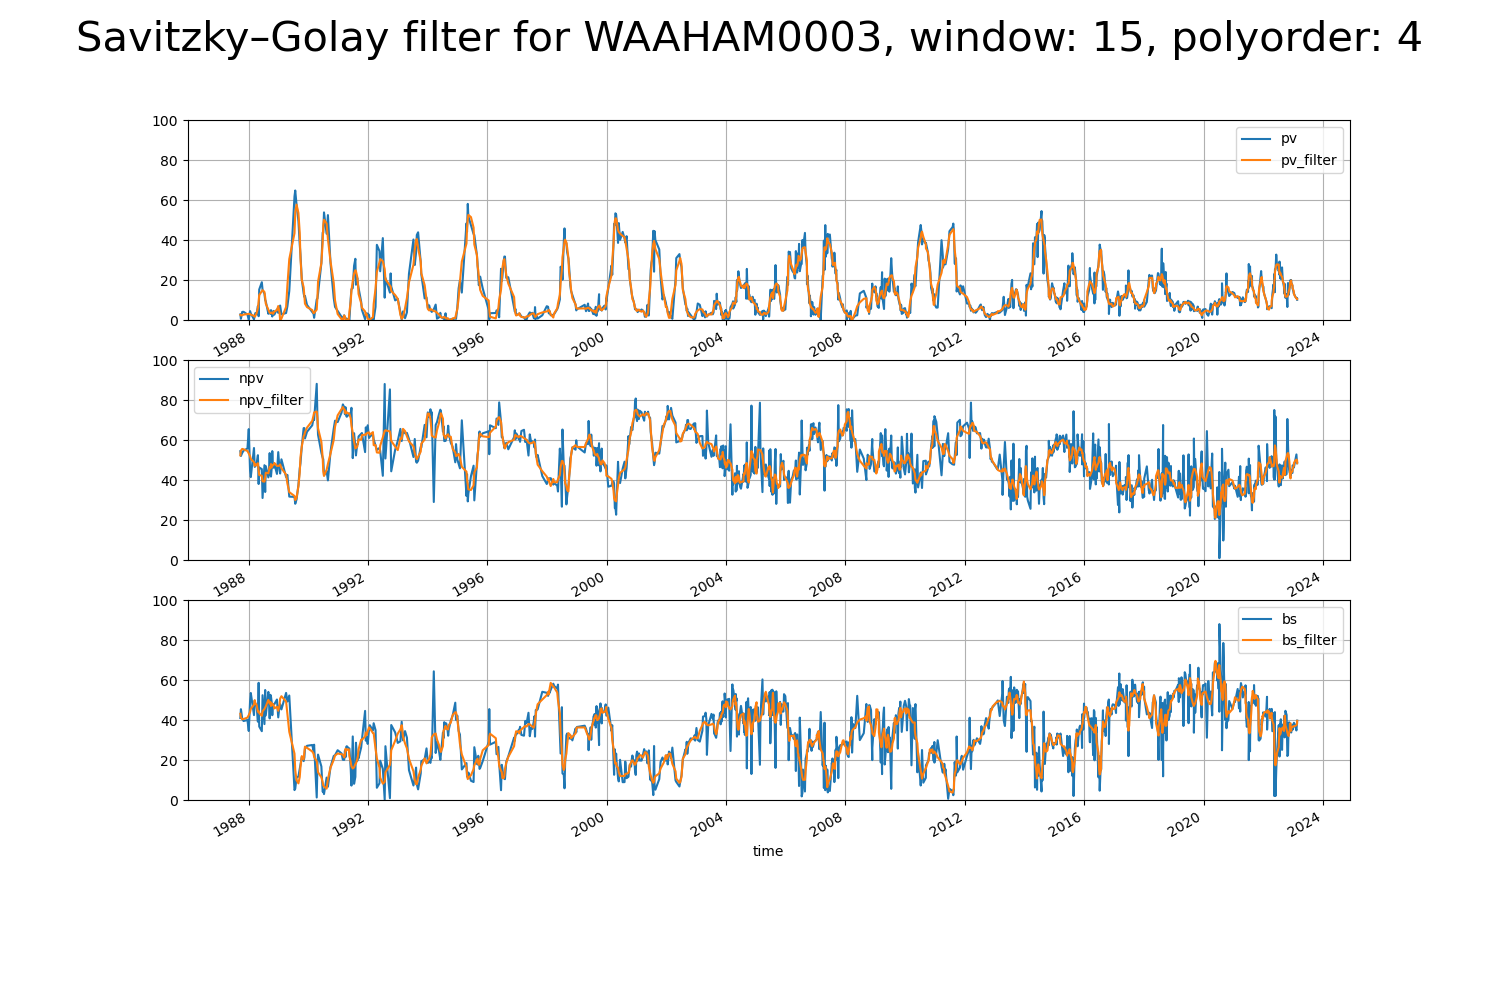 Savitzky–Golay filter for WAAHAM0003, window: 15, polyorder: 4
100
80
60
40
20
0
pv
pv_filter
1988 1992 1996 2000 2004 2008 2012 2016 2020 2024
100
80
60
40
20
0
npv
npv_filter
1988 1992 1996 2000 2004 2008 2012 2016 2020 2024
100
80
60
40
20
0
bs
bs_filter
1988 1992 1996 2000 2004 2008 2012 2016 2020 2024
time